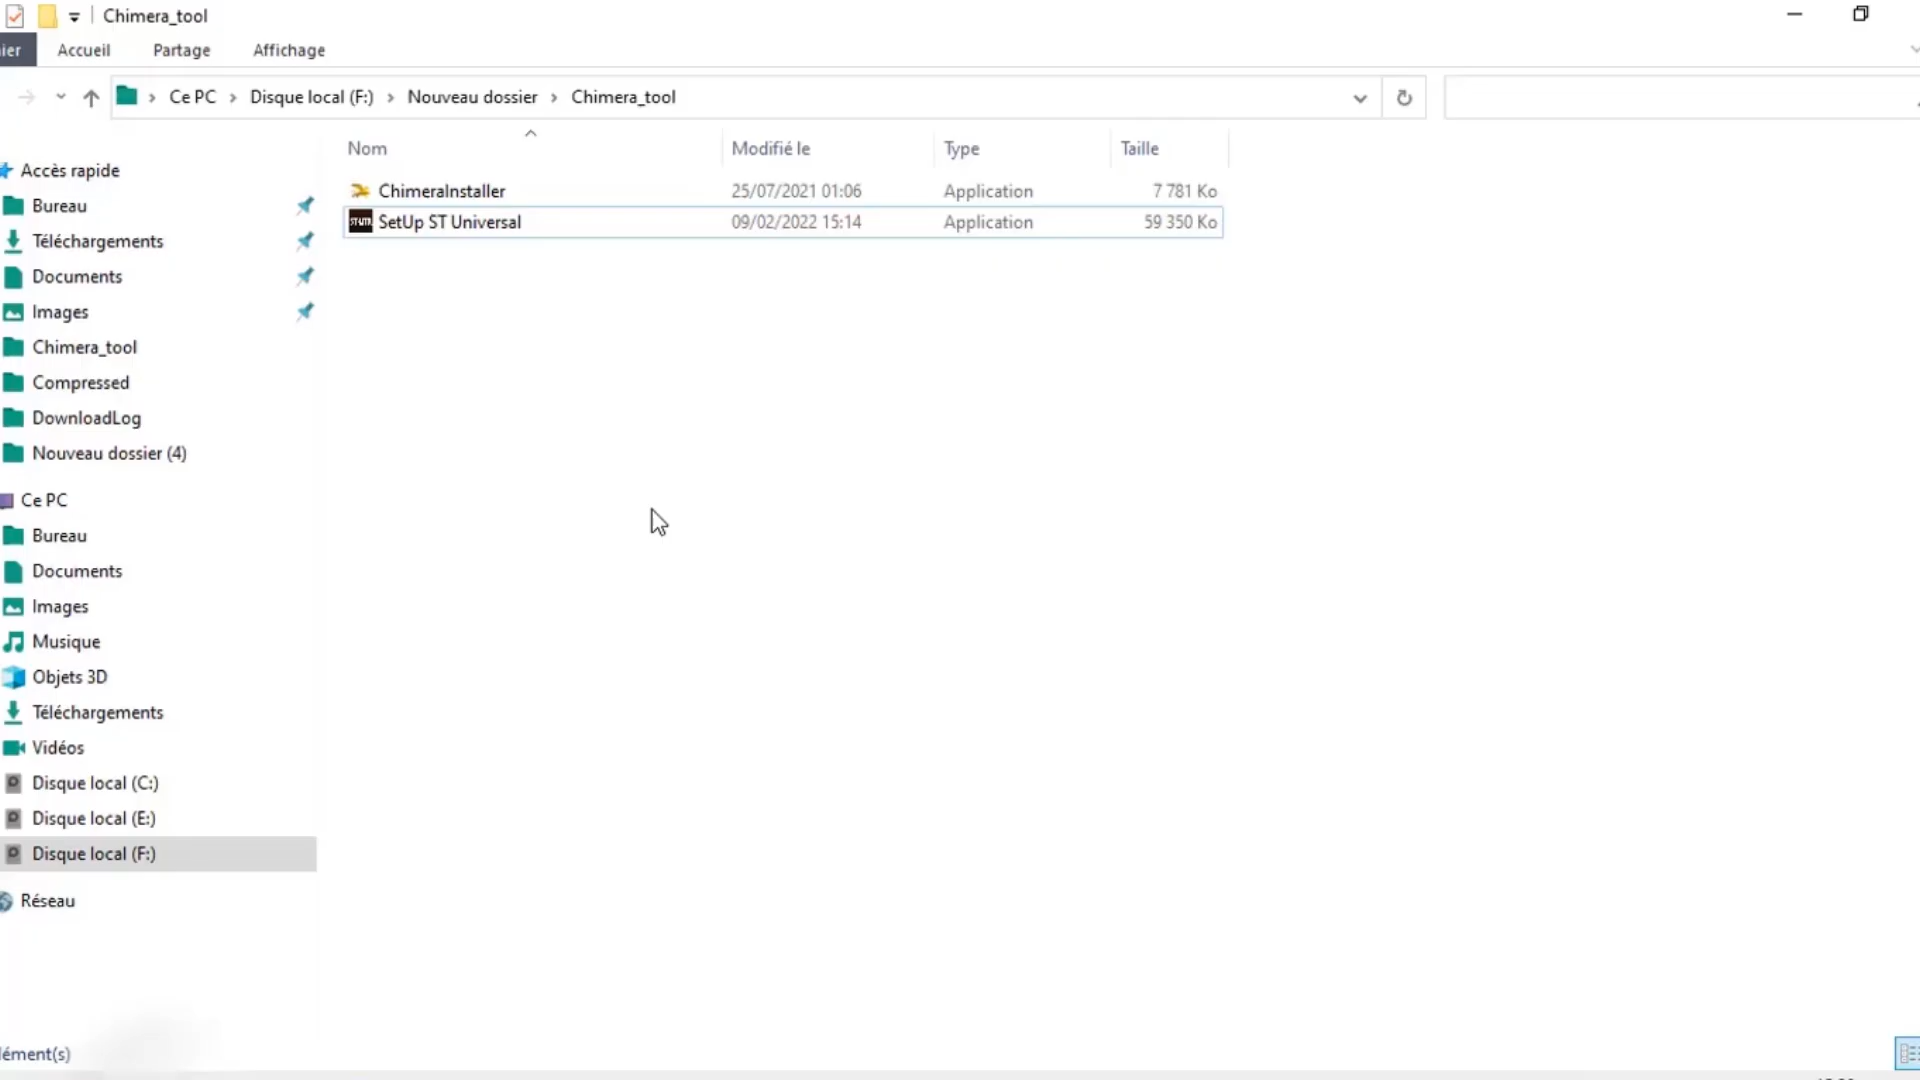 Chimera_tool
ier Accueil Partage Affichage
Ce PC Disque local (F:) Nouveau dossier Chimera_tool
Nom Modifié le Type Taille
ChimeraInstaller 25/07/2021 01:06 Application 7 781 Ko
SetUp ST Universal 09/02/2022 15:14 Application 59 350 Ko
Accès rapide
Bureau
Téléchargements
Documents
Images
Chimera_tool
Compressed
DownloadLog
Nouveau dossier (4)
Ce PC
Bureau
Documents
Images
Musique
Objets 3D
Téléchargements
Vidéos
Disque local (C:)
Disque local (E:)
Disque local (F:)
Réseau
lément(s)